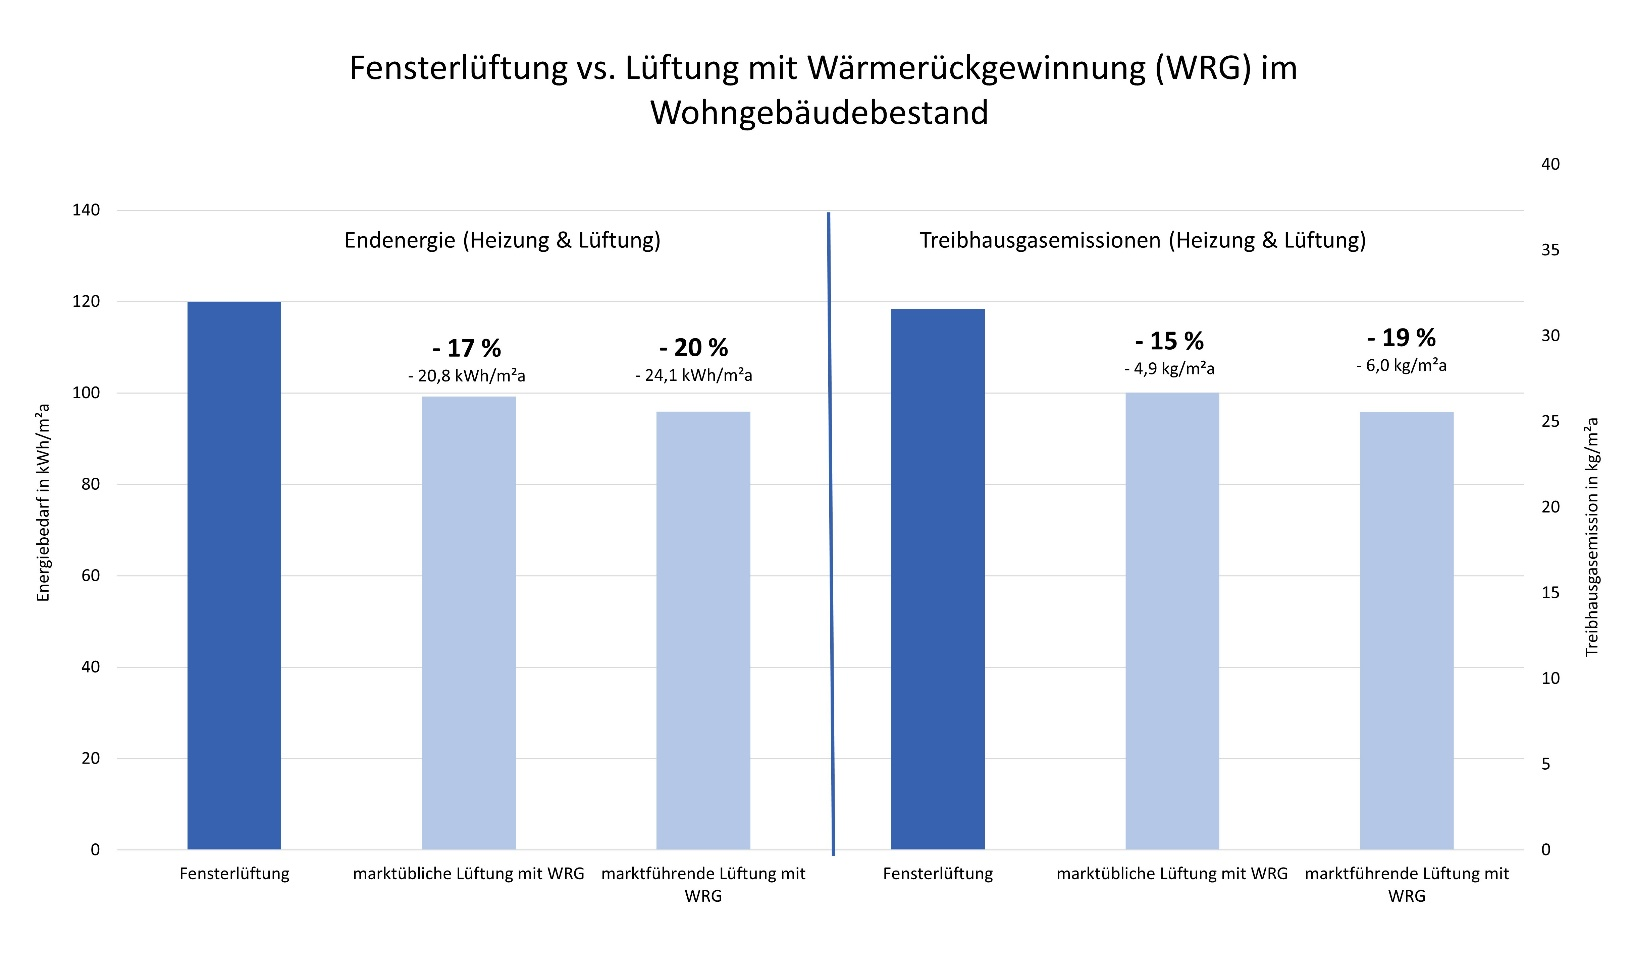 Fensterlüftung vs. Lüftung mit Wärmerückgewinnung (WRG) im
Wohngebäudebestand
Endenergie (Heizung & Lüftung)
Treibhausgasemissionen (Heizung & Lüftung)
Energiebedarf in kWh/m²a
140
120
100
80
60
40
20
0
- 17 %
- 20,8 kWh/m²a
- 20 %
- 24,1 kWh/m²a
- 15 %
- 4,9 kg/m²a
- 19 %
- 6,0 kg/m²a
40
35
30
25
20
15
10
5
0
Treibhausgasemission in kg/m²a
Fensterlüftung
marktübliche Lüftung mit WRG
marktführende Lüftung mit
WRG
Fensterlüftung
marktübliche Lüftung mit WRG
marktführende Lüftung mit
WRG